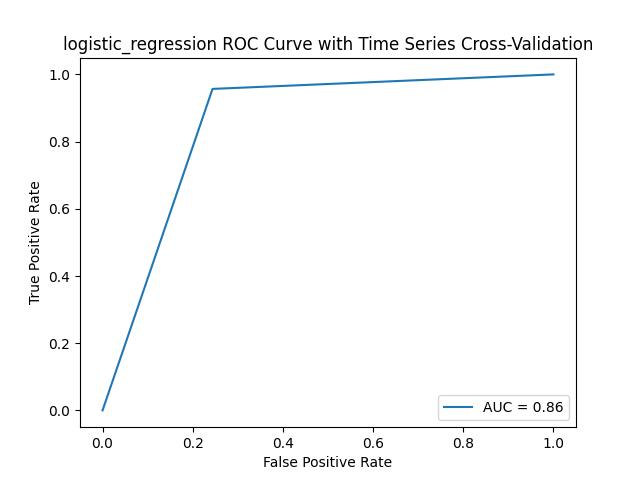 logistic_regression ROC Curve with Time Series Cross-Validation
True Positive Rate
1.0
0.8
0.6
0.4
0.2
0.0
AUC = 0.86
0.0 0.2 0.4 0.6 0.8 1.0
False Positive Rate